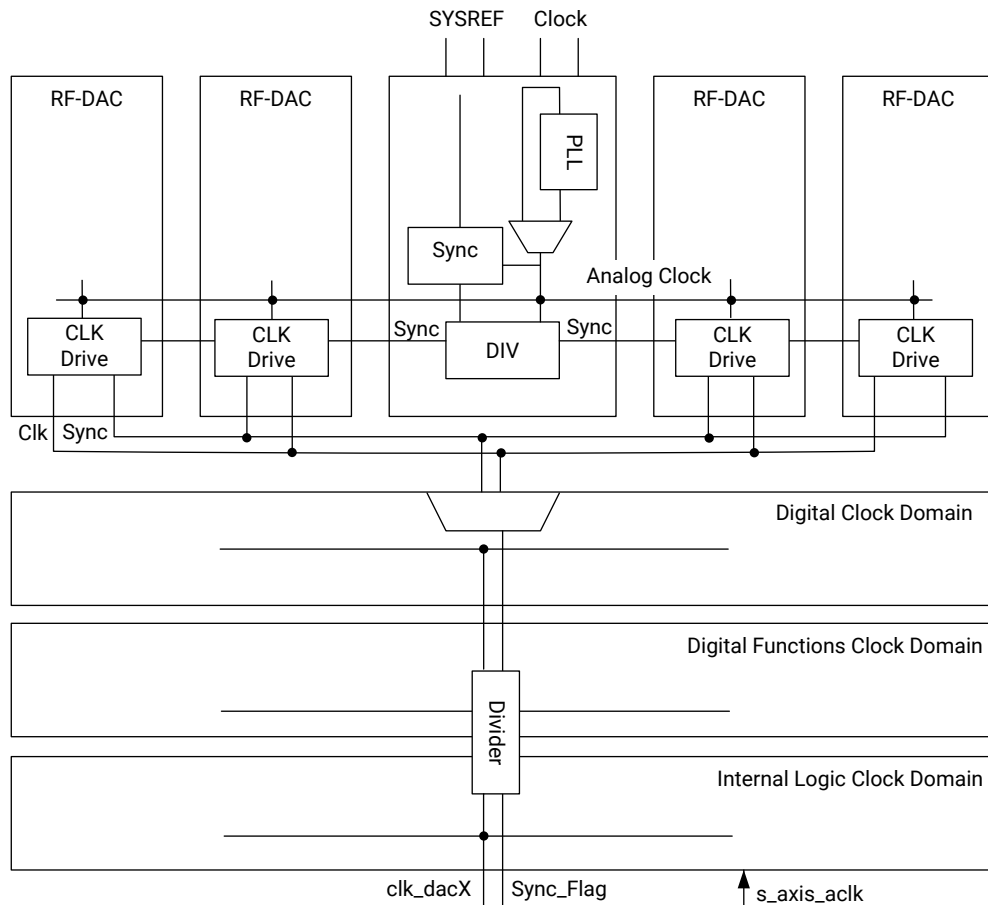 SYSREF Clock
RF-DAC
RF-DAC
RF-DAC
RF-DAC
PLL
Sync
Analog Clock
CLK
Drive
CLK
Drive
Sync
DIV
Sync
CLK
Drive
CLK
Drive
Clk Sync
Digital Clock Domain
Digital Functions Clock Domain
Divider
Internal Logic Clock Domain
clk_dacX
Sync_Flag
s_axis_aclk